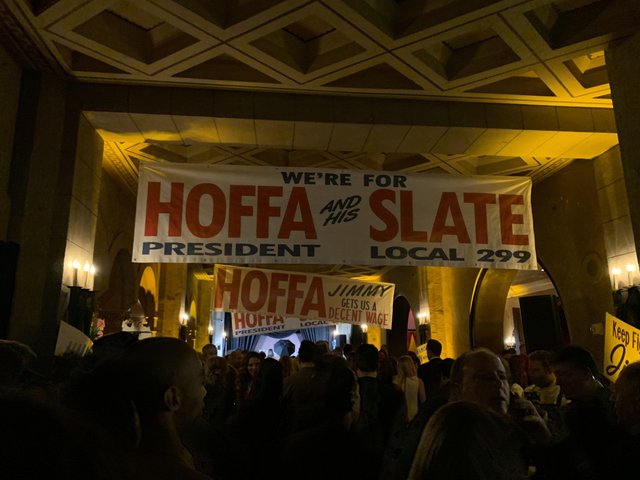 WE'RE FOR
HOFFA AND HIS SLATE
PRESIDENT LOCAL 299
HOFFA JIMMY
GETS US A
DECENT WAGE
HOFFA
PRESIDENT LOCAL
Keep